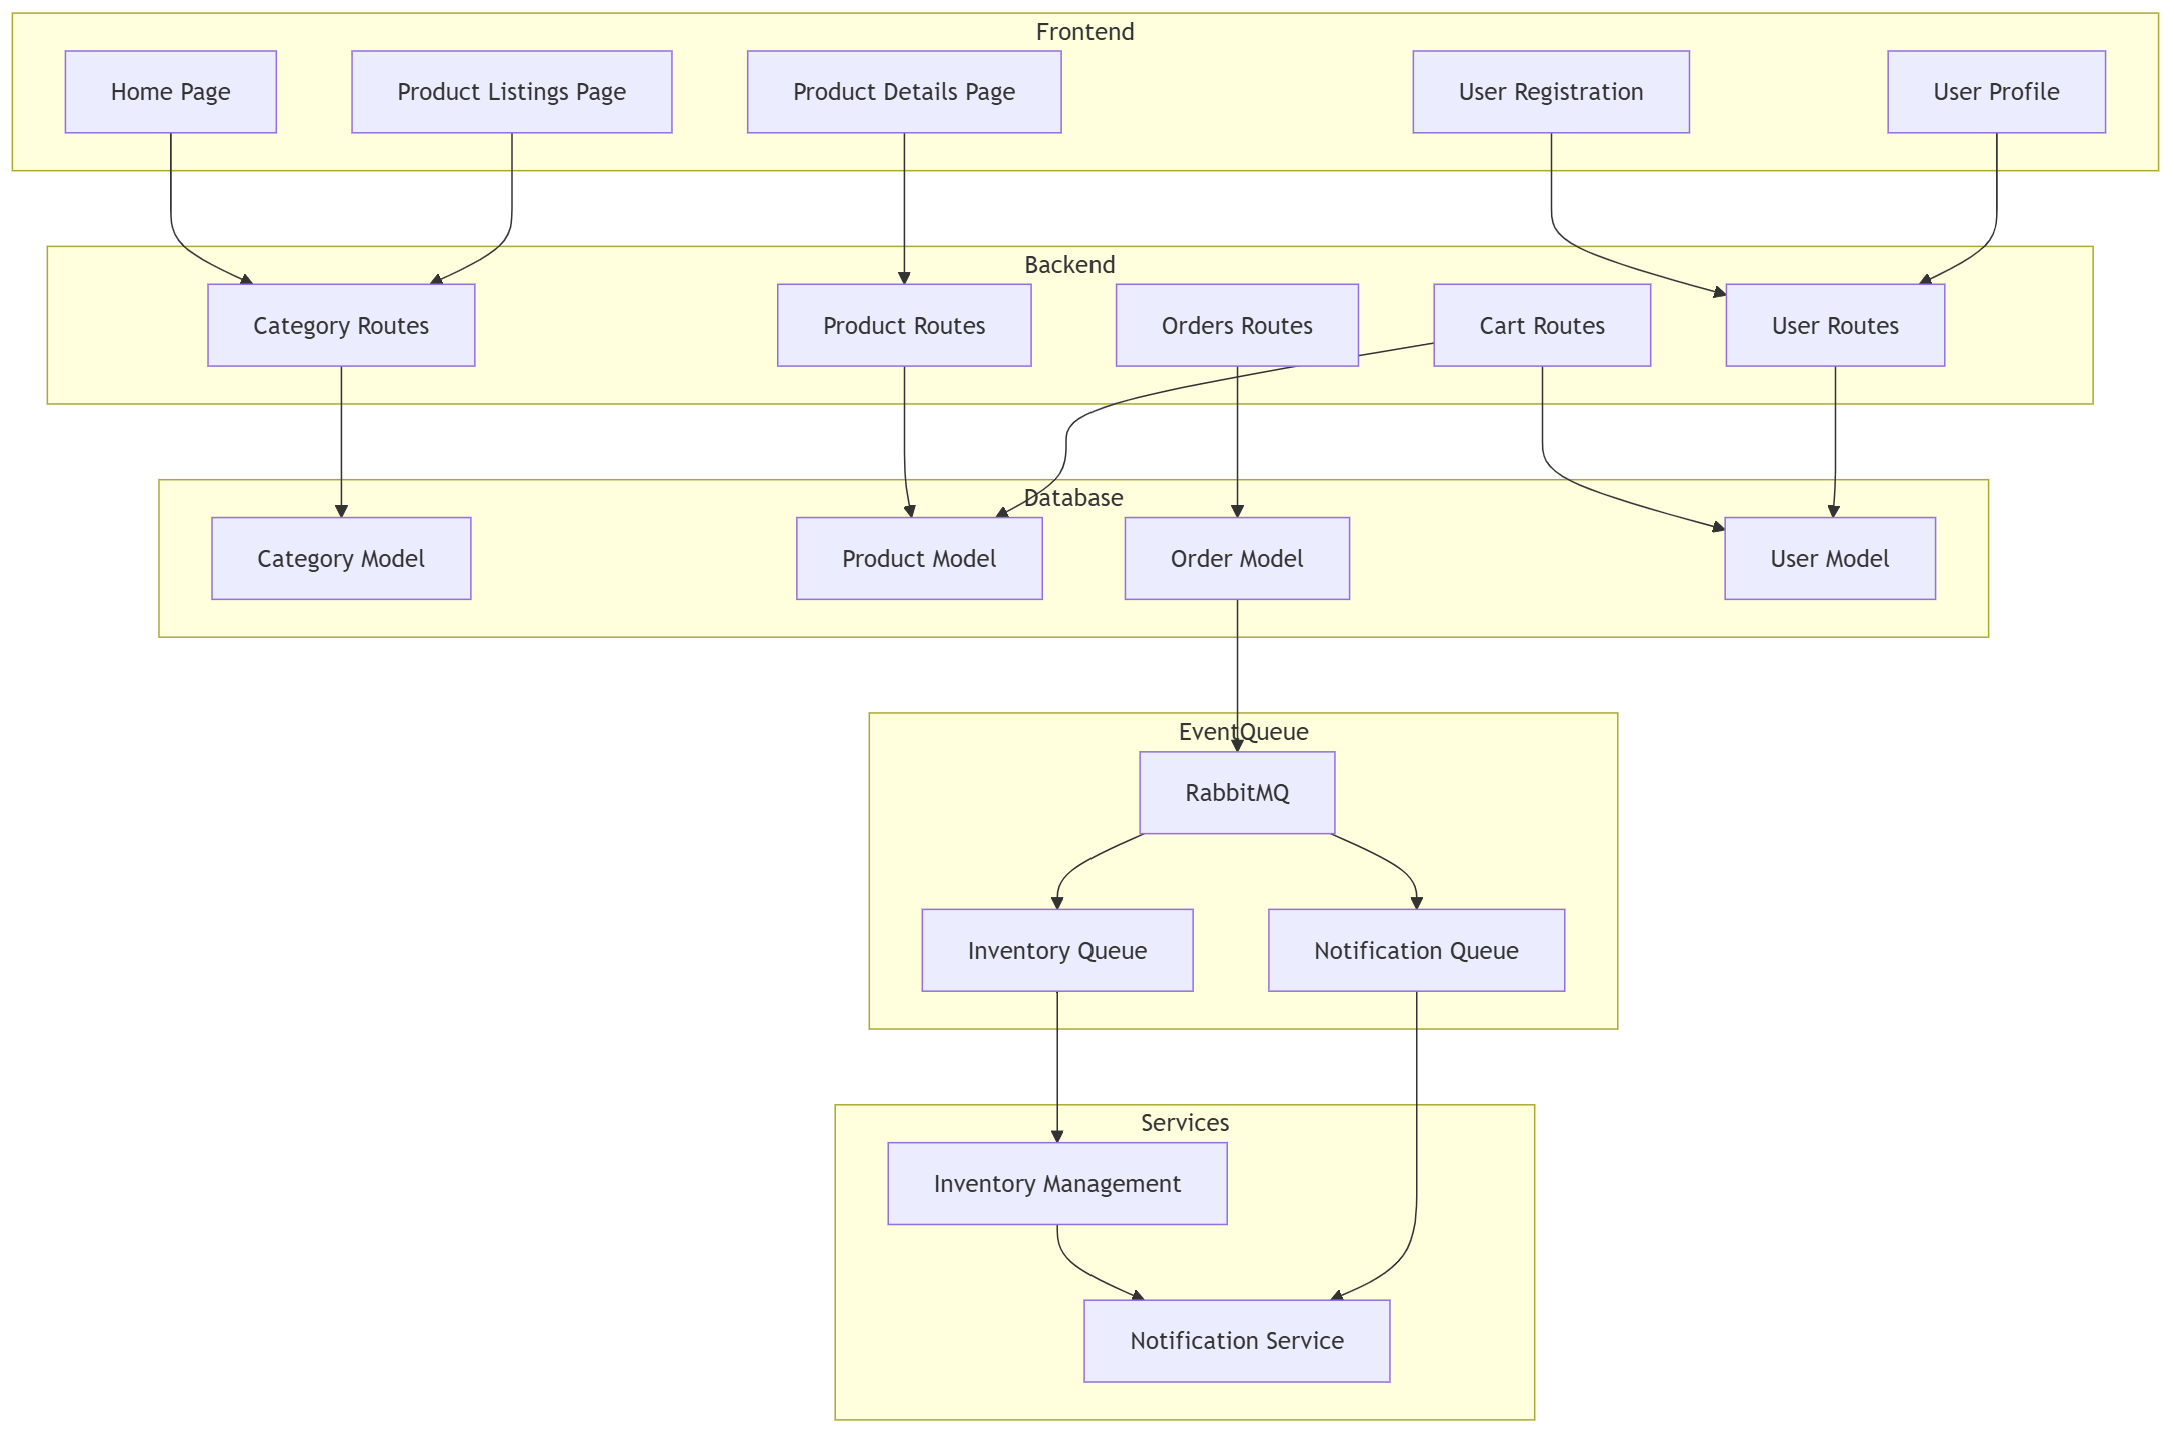 Frontend
Home Page
Product Listings Page
Product Details Page
User Registration
User Profile
Backend
Category Routes
Product Routes
Orders Routes
Cart Routes
User Routes
Database
Category Model
Product Model
Order Model
User Model
EventQueue
RabbitMQ
Inventory Queue
Notification Queue
Services
Inventory Management
Notification Service